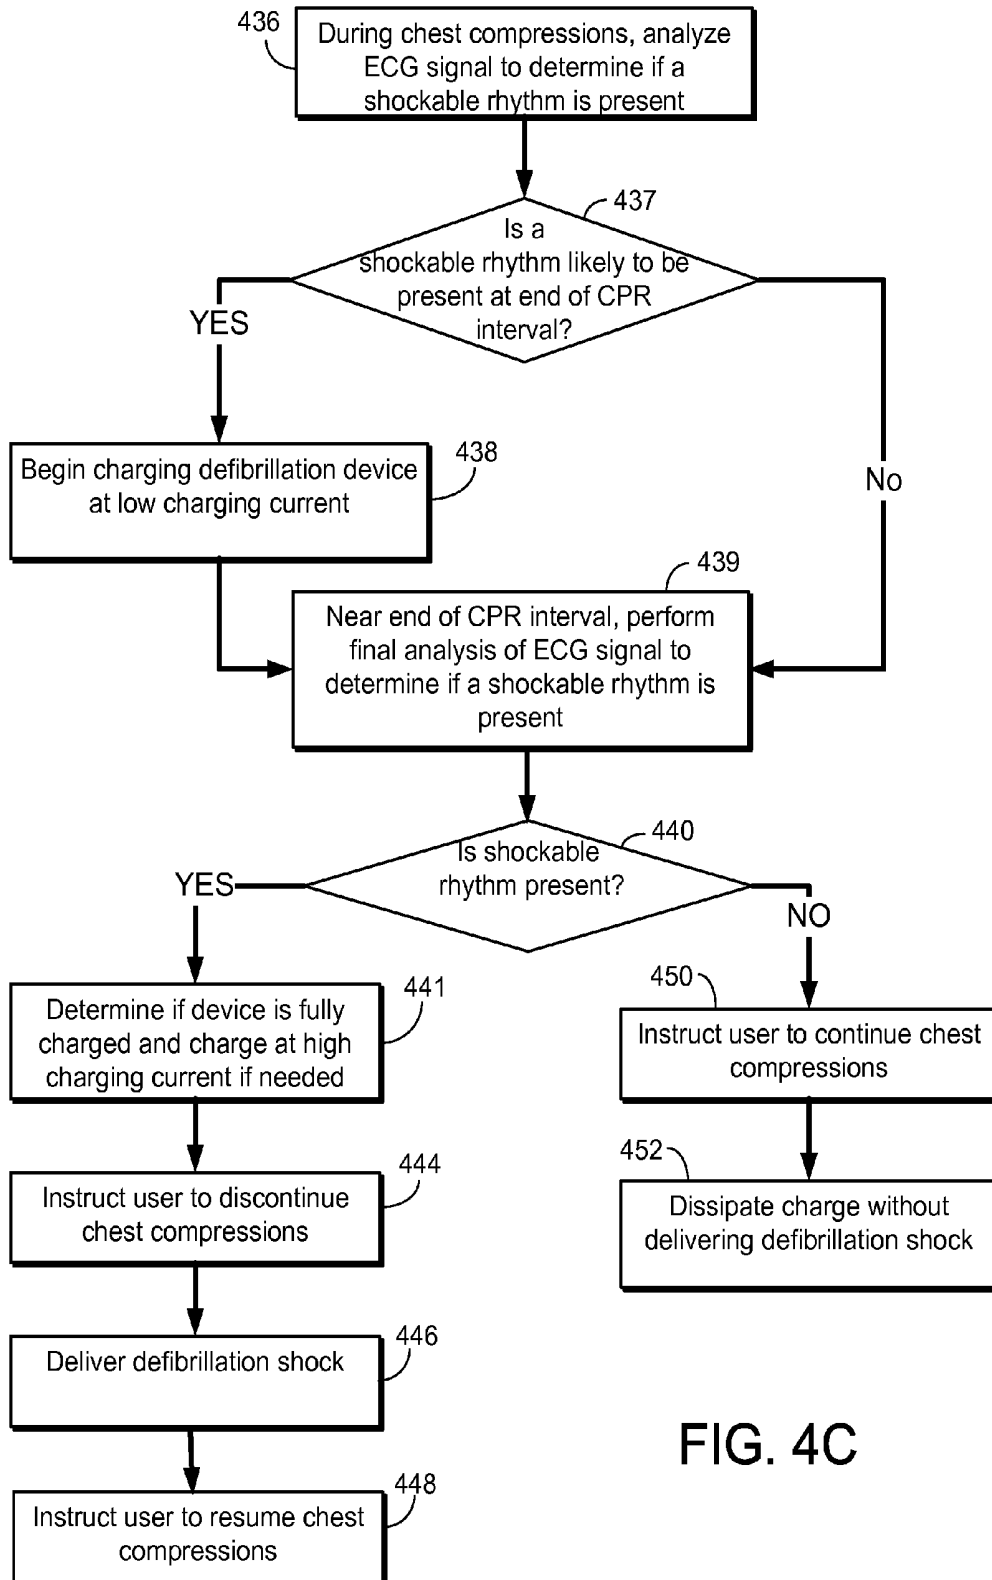 436
During chest compressions, analyze
ECG signal to determine if a
shockable rhythm is present
437
Is a
shockable rhythm likely to be
present at end of CPR
interval?
YES
No
438
Begin charging defibrillation device
at low charging current
439
Near end of CPR interval, perform
final analysis of ECG signal to
determine if a shockable rhythm is
present
440
Is shockable
rhythm present?
YES
NO
441
Determine if device is fully
charged and charge at high
charging current if needed
450
Instruct user to continue chest
compressions
444
Instruct user to discontinue
chest compressions
452
Dissipate charge without
delivering defibrillation shock
446
Deliver defibrillation shock
448
Instruct user to resume chest
compressions
FIG. 4C